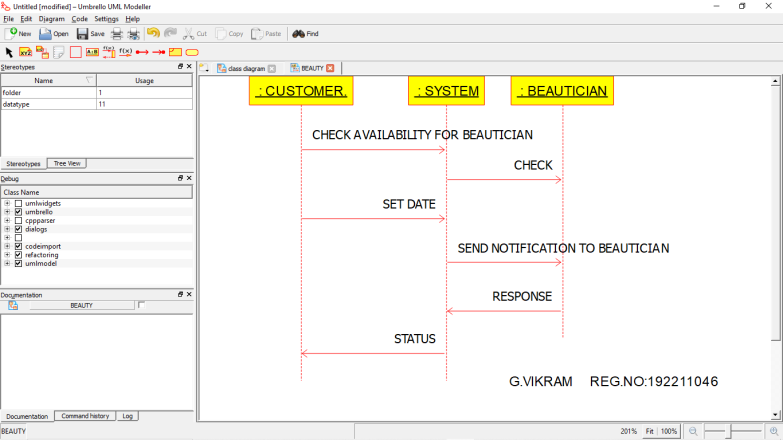 Untitled [modified] – Umbrello UML Modeller
File Edit Diagram Code Settings Help
New Open Save Cut Copy Paste Find
XYZ A:B f(x) f(x)
Stereotypes
Name Usage
folder 1
datatype 11
Stereotypes Tree View
Debug
Class Name
umlwidgets
umbrello
cppparser
dialogs
codeimport
refactoring
umlmodel
Documentation
BEAUTY
Documentation Command history Log
class diagram BEAUTY
: CUSTOMER. : SYSTEM : BEAUTICIAN
CHECK AVAILABILITY FOR BEAUTICIAN
CHECK
SET DATE
SEND NOTIFICATION TO BEAUTICIAN
RESPONSE
STATUS
G.VIKRAM REG.NO:192211046
BEAUTY 201% Fit 100%